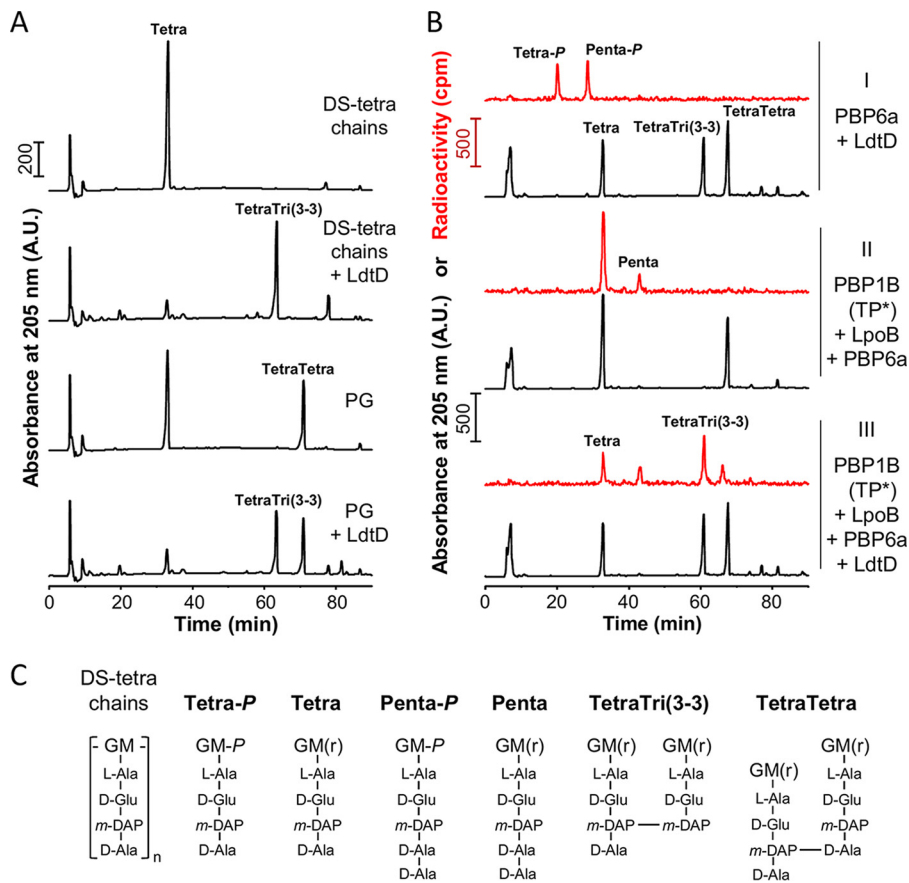 A
Absorbance at 205 nm (A.U.)
200
Tetra
DS-tetra
chains
TetraTri(3-3)
DS-tetra
chains
+ LdtD
TetraTetra
PG
TetraTri(3-3)
PG
+ LdtD
0 20 40 60 80
Time (min)
B
Absorbance at 205 nm (A.U.) or Radioactivity (cpm)
500
500
Tetra-P
Penta-P
Tetra
TetraTri(3-3)
TetraTetra
I
PBP6a
+ LdtD
Penta
II
PBP1B
(TP*)
+ LpoB
+ PBP6a
Tetra
TetraTri(3-3)
III
PBP1B
(TP*)
+ LpoB
+ PBP6a
+ LdtD
0 20 40 60 80
Time (min)
C
DS-tetra
chains
- GM -
L-Ala
D-Glu
m-DAP
D-Ala
n
Tetra-P
GM-P
L-Ala
D-Glu
m-DAP
D-Ala
Tetra
GM(r)
L-Ala
D-Glu
m-DAP
D-Ala
Penta-P
GM-P
L-Ala
D-Glu
m-DAP
D-Ala
D-Ala
Penta
GM(r)
L-Ala
D-Glu
m-DAP
D-Ala
D-Ala
TetraTri(3-3)
GM(r) GM(r)
L-Ala L-Ala
D-Glu D-Glu
m-DAP m-DAP
D-Ala
TetraTetra
GM(r)
GM(r) L-Ala
L-Ala D-Glu
D-Glu m-DAP
m-DAP D-Ala
D-Ala